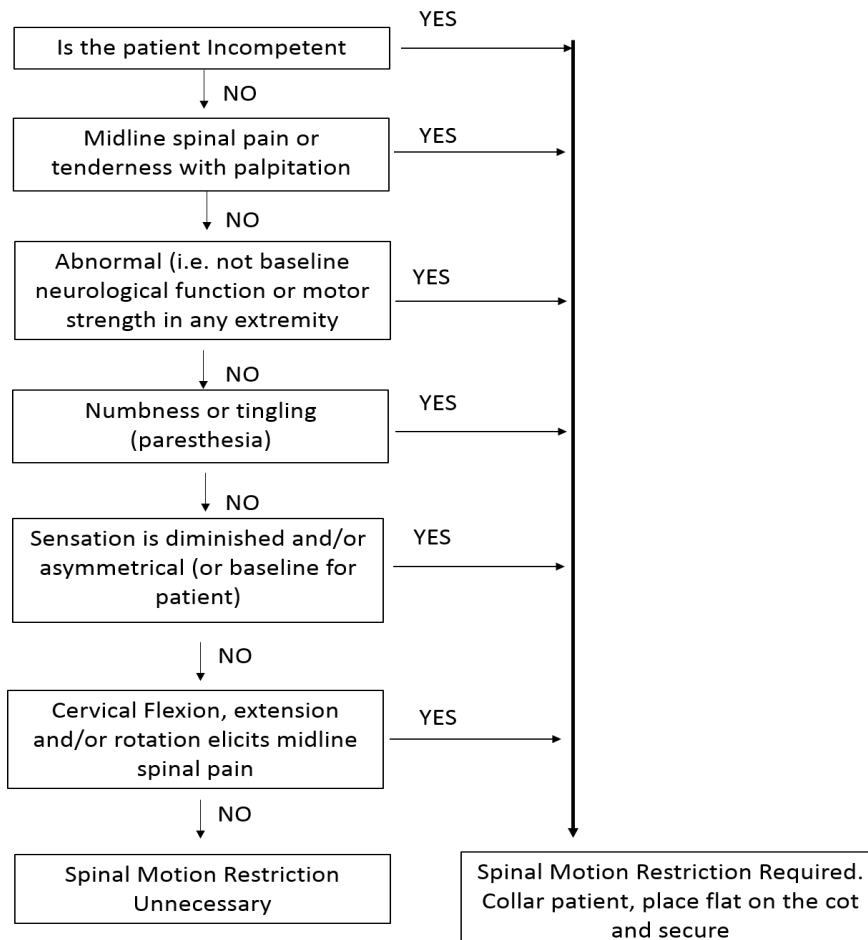 YES
Is the patient Incompetent
NO
Midline spinal pain or
tenderness with palpitation
YES
NO
Abnormal (i.e. not baseline
neurological function or motor
strength in any extremity
YES
NO
Numbness or tingling
(paresthesia)
YES
NO
Sensation is diminished and/or
asymmetrical (or baseline for
patient)
YES
NO
Cervical Flexion, extension
and/or rotation elicits midline
spinal pain
YES
NO
Spinal Motion Restriction
Unnecessary
Spinal Motion Restriction Required.
Collar patient, place flat on the cot
and secure